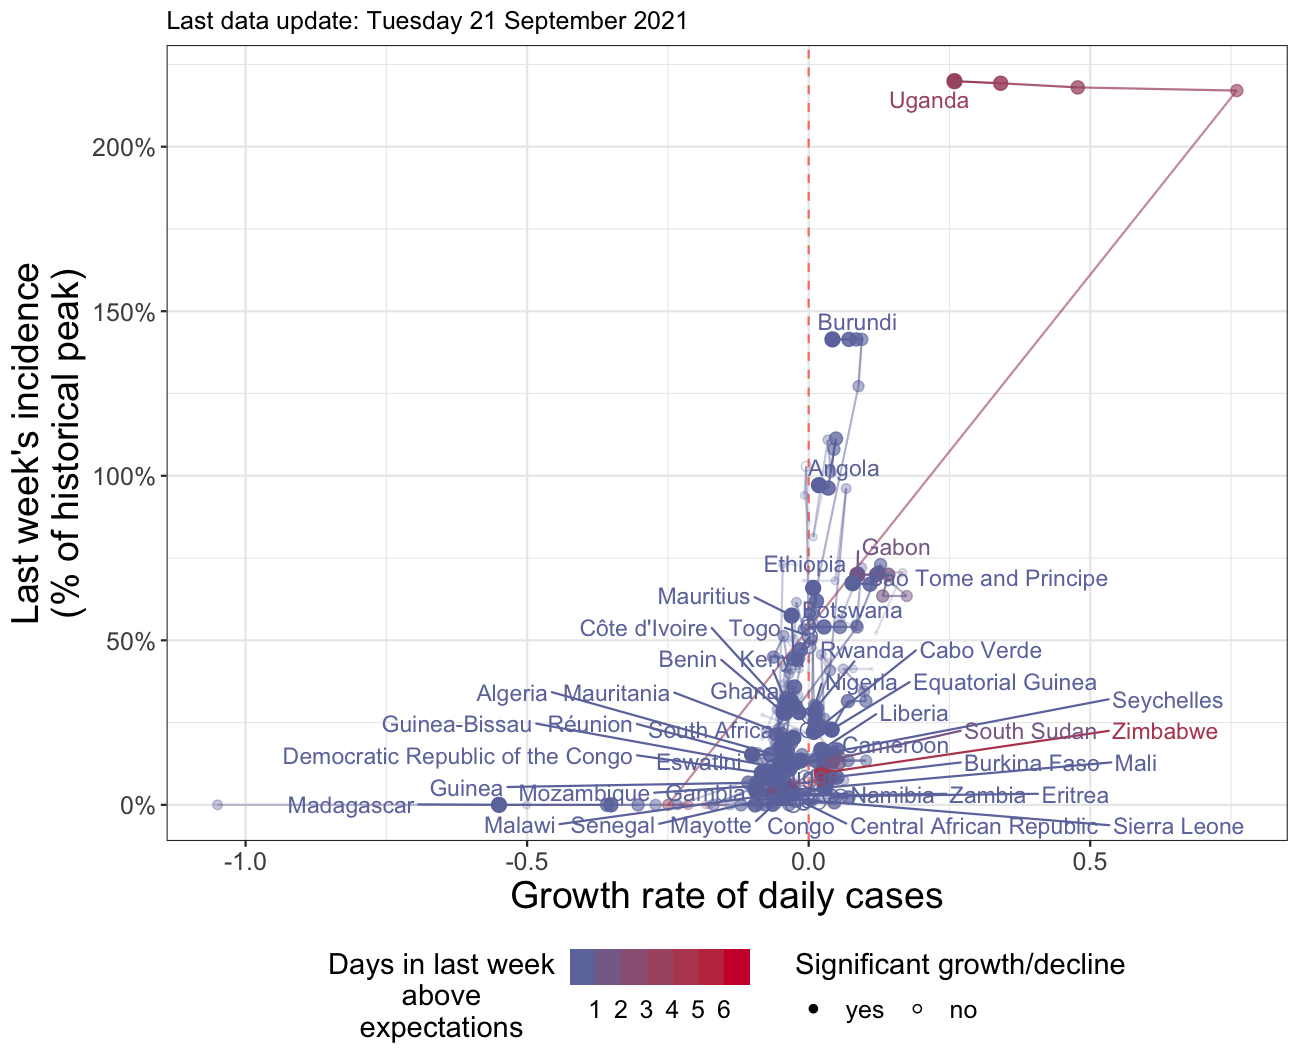 Last data update: Tuesday 21 September 2021
Last week's incidence
(% of historical peak)
200%
150%
100%
50%
0%
Uganda
Burundi
Angola
Gabon
Ethiopia
Tome and Principe
Mauritius
Botswana
Côte d'Ivoire
Togo
Rwanda
Cabo Verde
Benin
Kenya
Algeria
Mauritania
Ghana
Nigeria
Equatorial Guinea
Seychelles
Guinea-Bissau
Réunion
South Africa
Liberia
South Sudan
Zimbabwe
Democratic Republic of the Congo
Eswatini
Cameroon
Burkina Faso
Mali
Guinea
Mozambique
Gambia
Namibia
Zambia
Eritrea
Madagascar
Malawi
Senegal
Mayotte
Congo
Central African Republic
Sierra Leone
-1.0
-0.5
0.0
0.5
Growth rate of daily cases
Days in last week
above
expectations
1 2 3 4 5 6
Significant growth/decline
yes
no